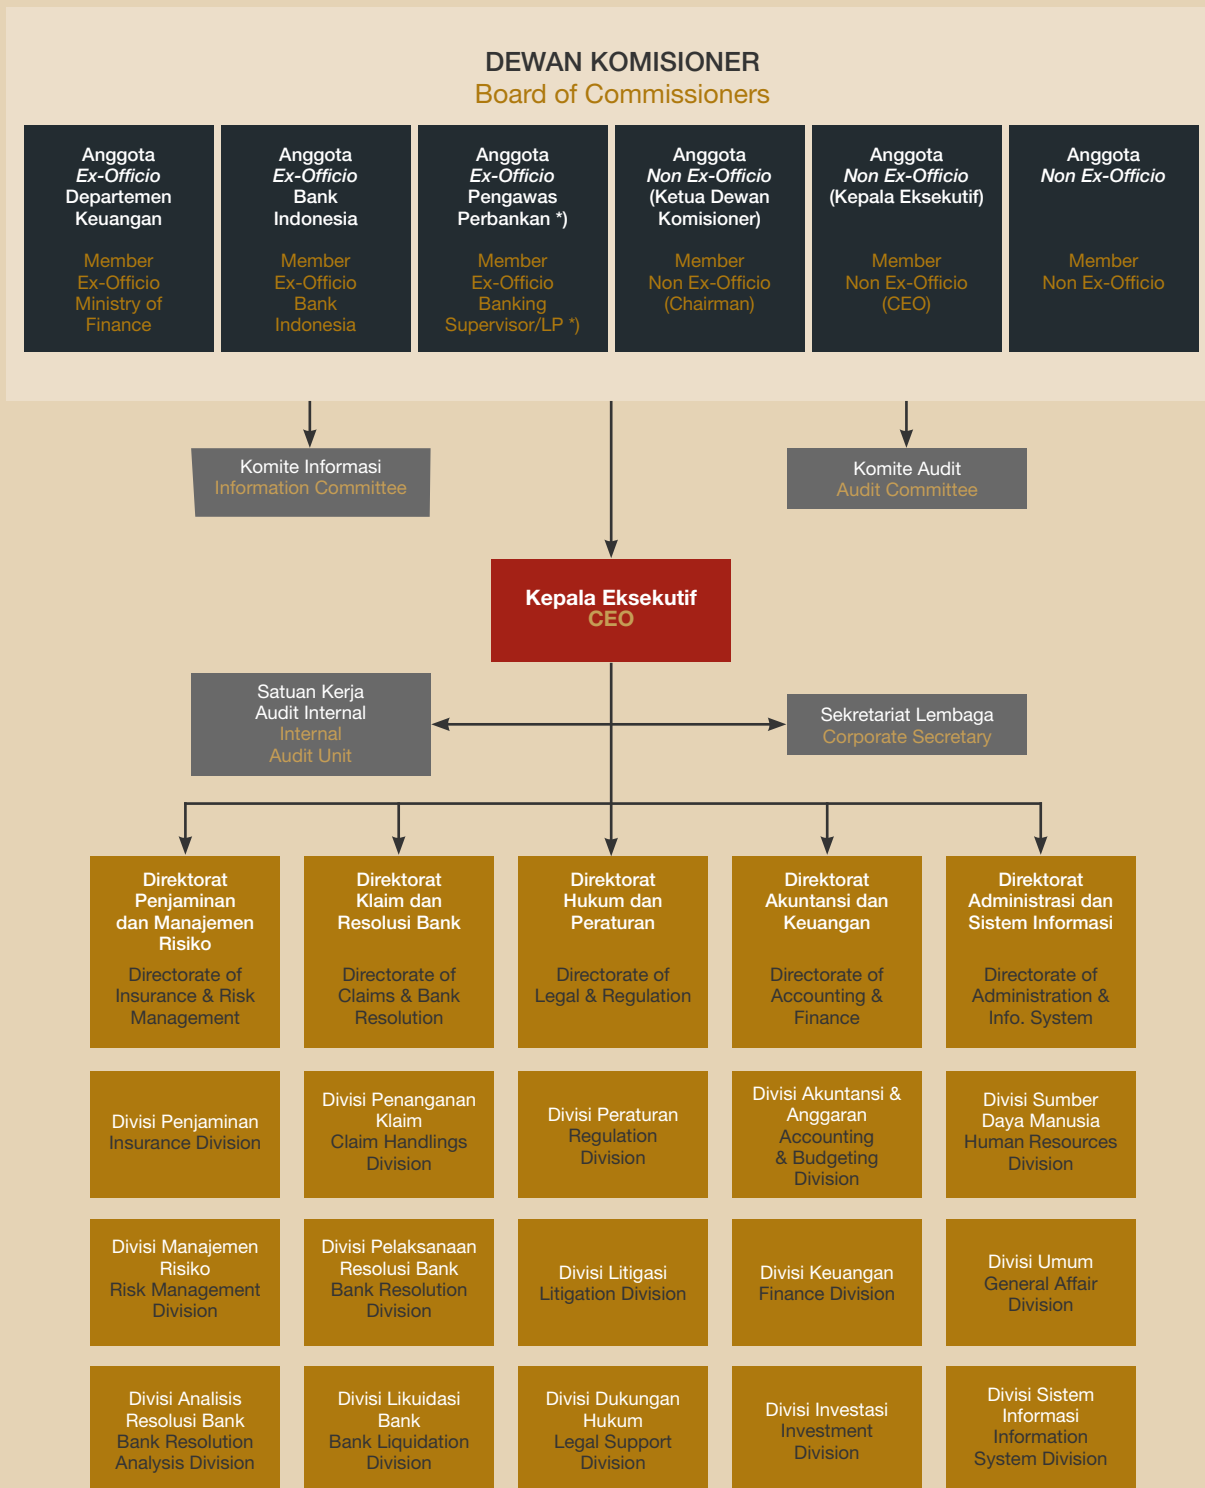 DEWAN KOMISIONER
Board of Commissioners
Anggota
Ex-Officio
Departemen
Keuangan
Member
Ex-Officio
Ministry of
Finance
Anggota
Ex-Officio
Bank
Indonesia
Member
Ex-Officio
Bank
Indonesia
Anggota
Ex-Officio
Pengawas
Perbankan *)
Member
Ex-Officio
Banking
Supervisor/LP *)
Anggota
Non Ex-Officio
(Ketua Dewan
Komisioner)
Member
Non Ex-Officio
(Chairman)
Anggota
Non Ex-Officio
(Kepala Eksekutif)
Member
Non Ex-Officio
(CEO)
Anggota
Non Ex-Officio
Member
Non Ex-Officio
Komite Informasi
Information Committee
Komite Audit
Audit Committee
Kepala Eksekutif
CEO
Satuan Kerja
Audit Internal
Internal
Audit Unit
Sekretariat Lembaga
Corporate Secretary
Direktorat
Penjaminan
dan Manajemen
Risiko
Directorate of
Insurance & Risk
Management
Direktorat
Klaim dan
Resolusi Bank
Directorate of
Claims & Bank
Resolution
Direktorat
Hukum dan
Peraturan
Directorate of
Legal & Regulation
Direktorat
Akuntansi dan
Keuangan
Directorate of
Accounting &
Finance
Direktorat
Administrasi dan
Sistem Informasi
Directorate of
Administration &
Info. System
Divisi Penjaminan
Insurance Division
Divisi Penanganan
Klaim
Claim Handlings
Division
Divisi Peraturan
Regulation
Division
Divisi Akuntansi &
Anggaran
Accounting
& Budgeting
Division
Divisi Sumber
Daya Manusia
Human Resources
Division
Divisi Manajemen
Risiko
Risk Management
Division
Divisi Pelaksanaan
Resolusi Bank
Bank Resolution
Division
Divisi Litigasi
Litigation Division
Divisi Keuangan
Finance Division
Divisi Umum
General Affair
Division
Divisi Analisis
Resolusi Bank
Bank Resolution
Analysis Division
Divisi Likuidasi
Bank
Bank Liquidation
Division
Divisi Dukungan
Hukum
Legal Support
Division
Divisi Investasi
Investment
Division
Divisi Sistem
Informasi
Information
System Division